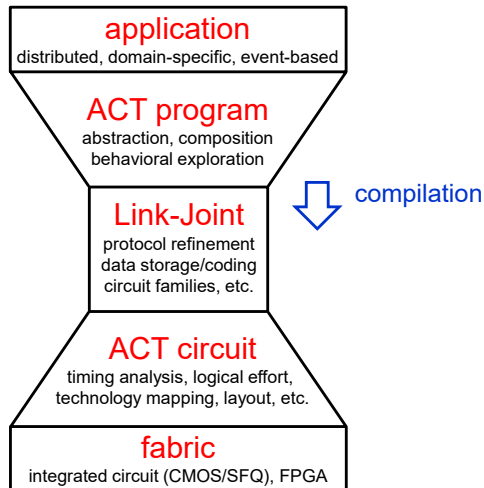 application
distributed, domain-specific, event-based
ACT program
abstraction, composition
behavioral exploration
compilation
Link-Joint
protocol refinement
data storage/coding
circuit families, etc.
ACT circuit
timing analysis, logical effort,
technology mapping, layout, etc.
fabric
integrated circuit (CMOS/SFQ), FPGA